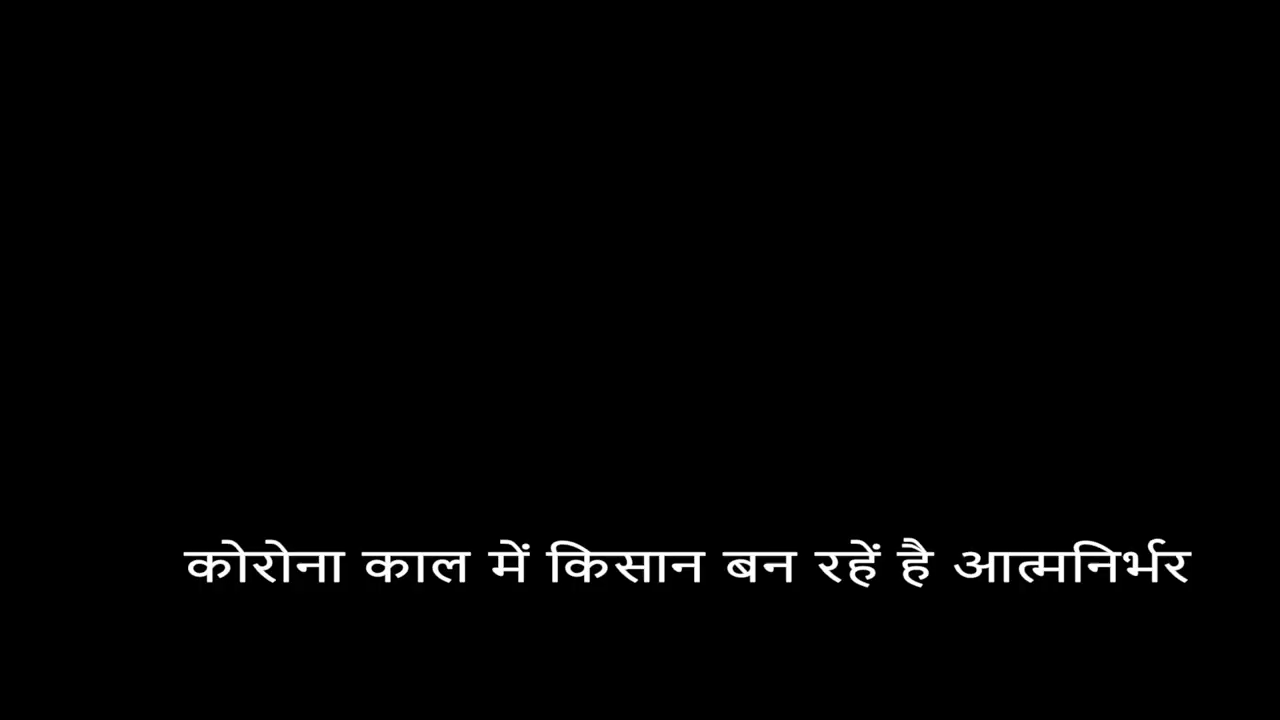 कोरोना काल में किसान बन रहें है आत्मनिर्भर